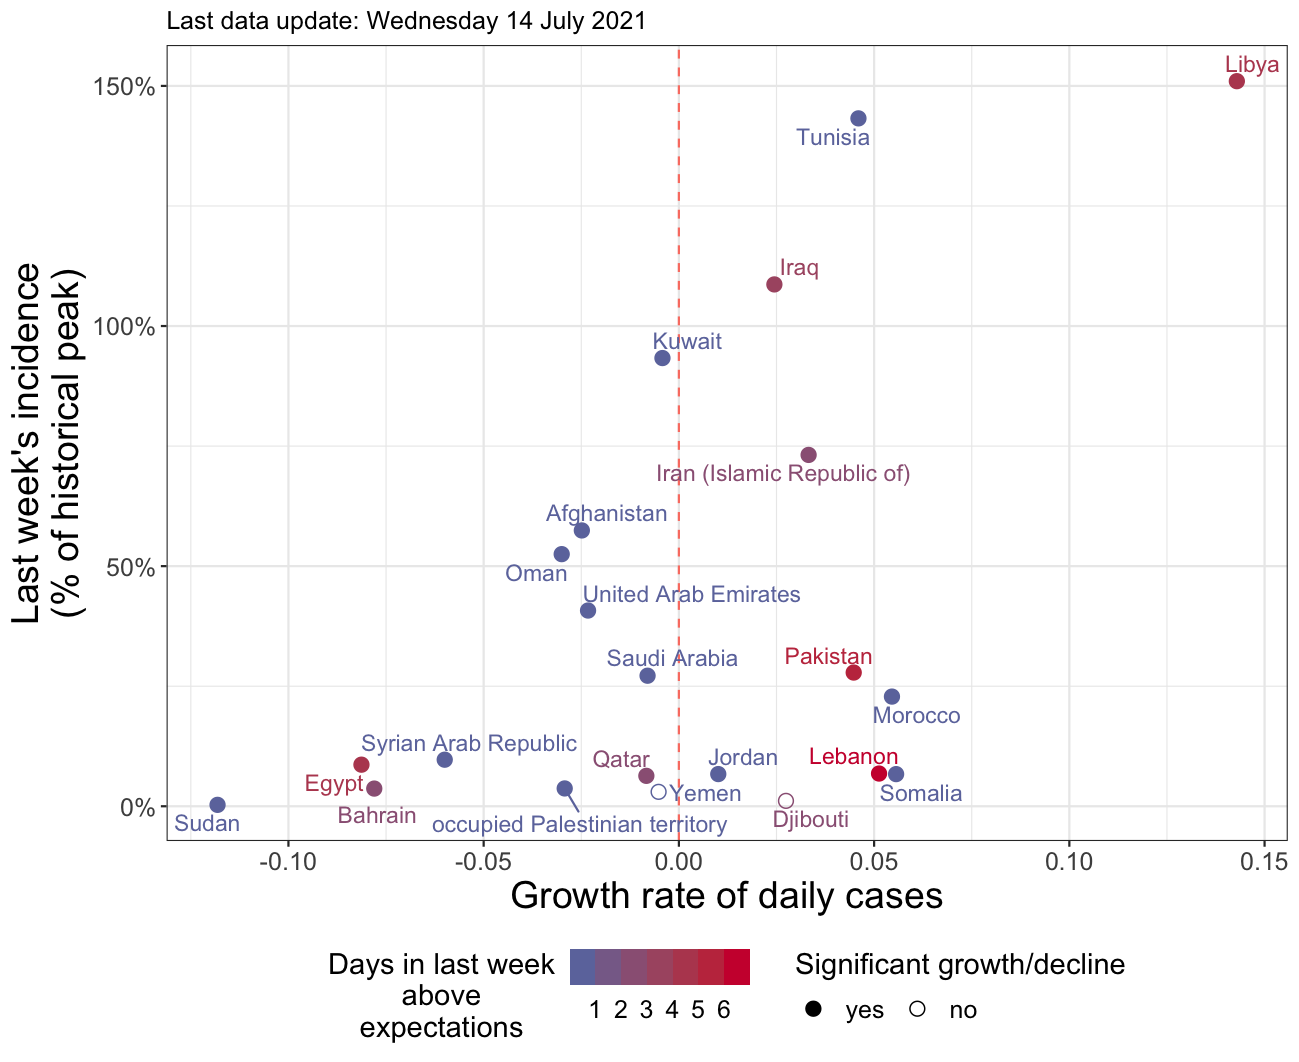 Last data update: Wednesday 14 July 2021
Last week's incidence
(% of historical peak)
150%
100%
50%
0%
Libya
Tunisia
Iraq
Kuwait
Iran (Islamic Republic of)
Afghanistan
Oman
United Arab Emirates
Saudi Arabia
Pakistan
Morocco
Syrian Arab Republic
Qatar
Jordan
Lebanon
Egypt
Yemen
Somalia
Bahrain
Djibouti
Sudan
occupied Palestinian territory
-0.10 -0.05 0.00 0.05 0.10 0.15
Growth rate of daily cases
Days in last week
above
expectations
1 2 3 4 5 6
Significant growth/decline
yes no